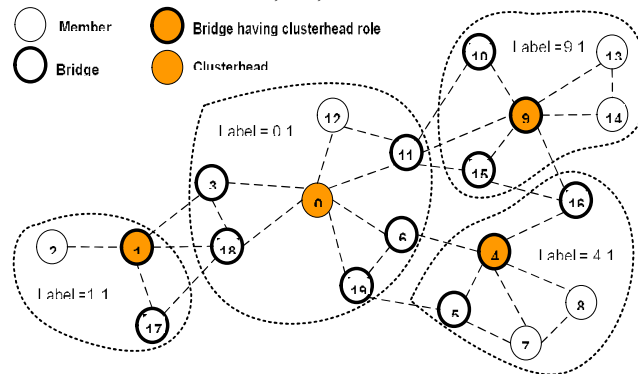 Member
Bridge having clusterhead role
Bridge
Clusterhead
10
Label =9 1
13
12
Label = 0 1
9
14
11
3
15
0
16
18
6
2
1
4
Label = 4 1
Label =1 1
19
5
8
17
7